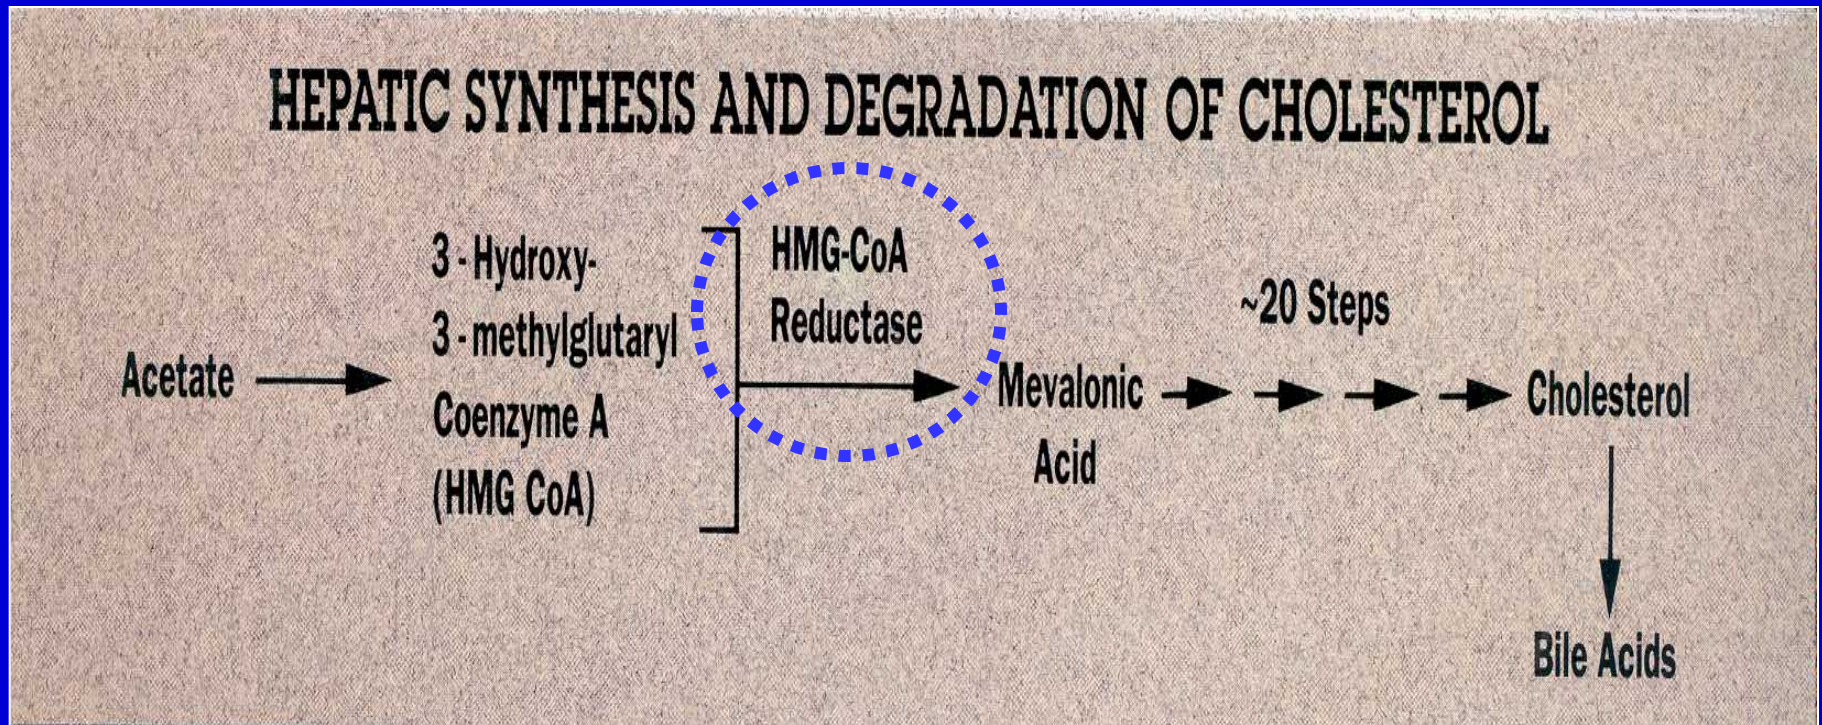 HEPATIC SYNTHESIS AND DEGRADATION OF CHOLESTEROL
Acetate
3-Hydroxy-
3-methylglutaryl
Coenzyme A
(HMG CoA)
HMG-CoA
Reductase
Mevalonic
Acid
~20 Steps
Cholesterol
Bile Acids